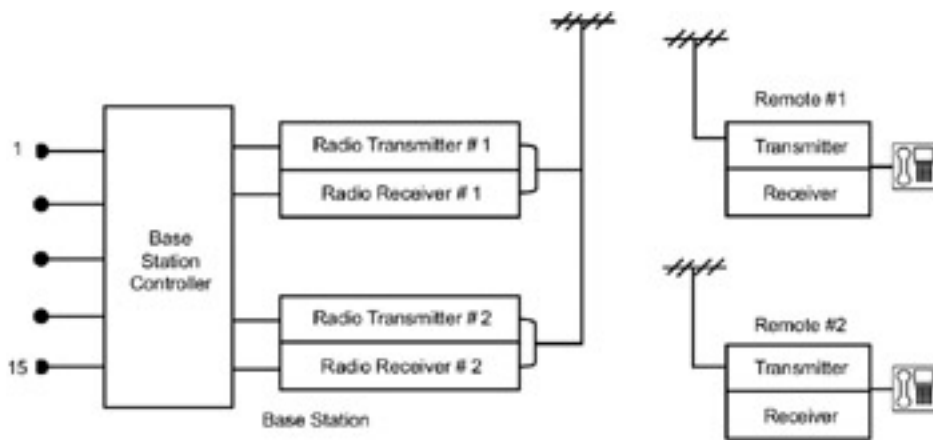 1
15
Base
Station
Controller
Radio Transmitter # 1
Radio Receiver # 1
Radio Transmitter # 2
Radio Receiver # 2
Base Station
Remote #1
Transmitter
Receiver
Remote #2
Transmitter
Receiver